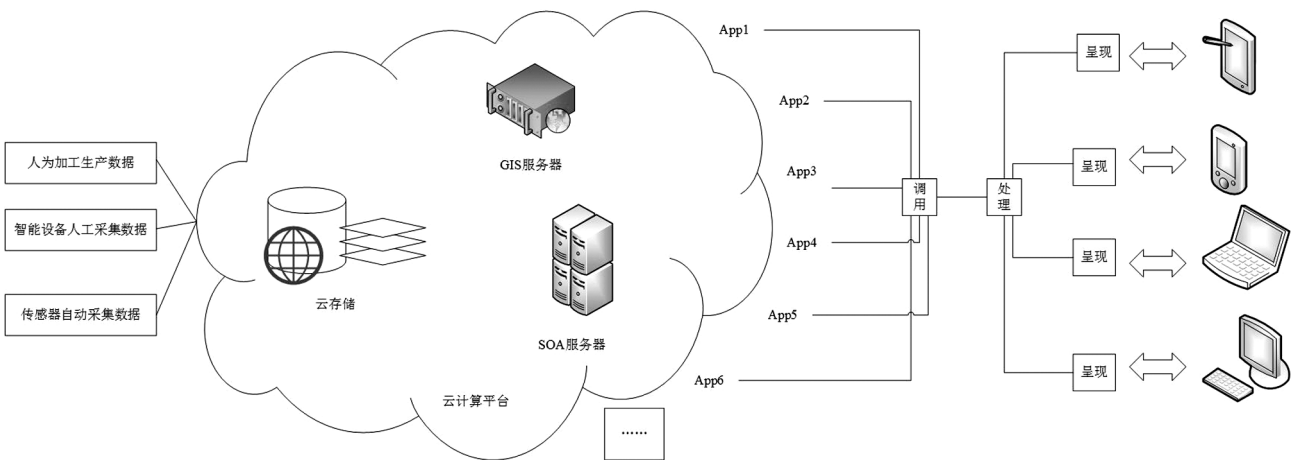 人为加工生产数据
智能设备人工采集数据
传感器自动采集数据
GIS服务器
云存储
SOA服务器
云计算平台
……
App1
App2
App3
App4
App5
App6
调用
处理
呈现
呈现
呈现
呈现